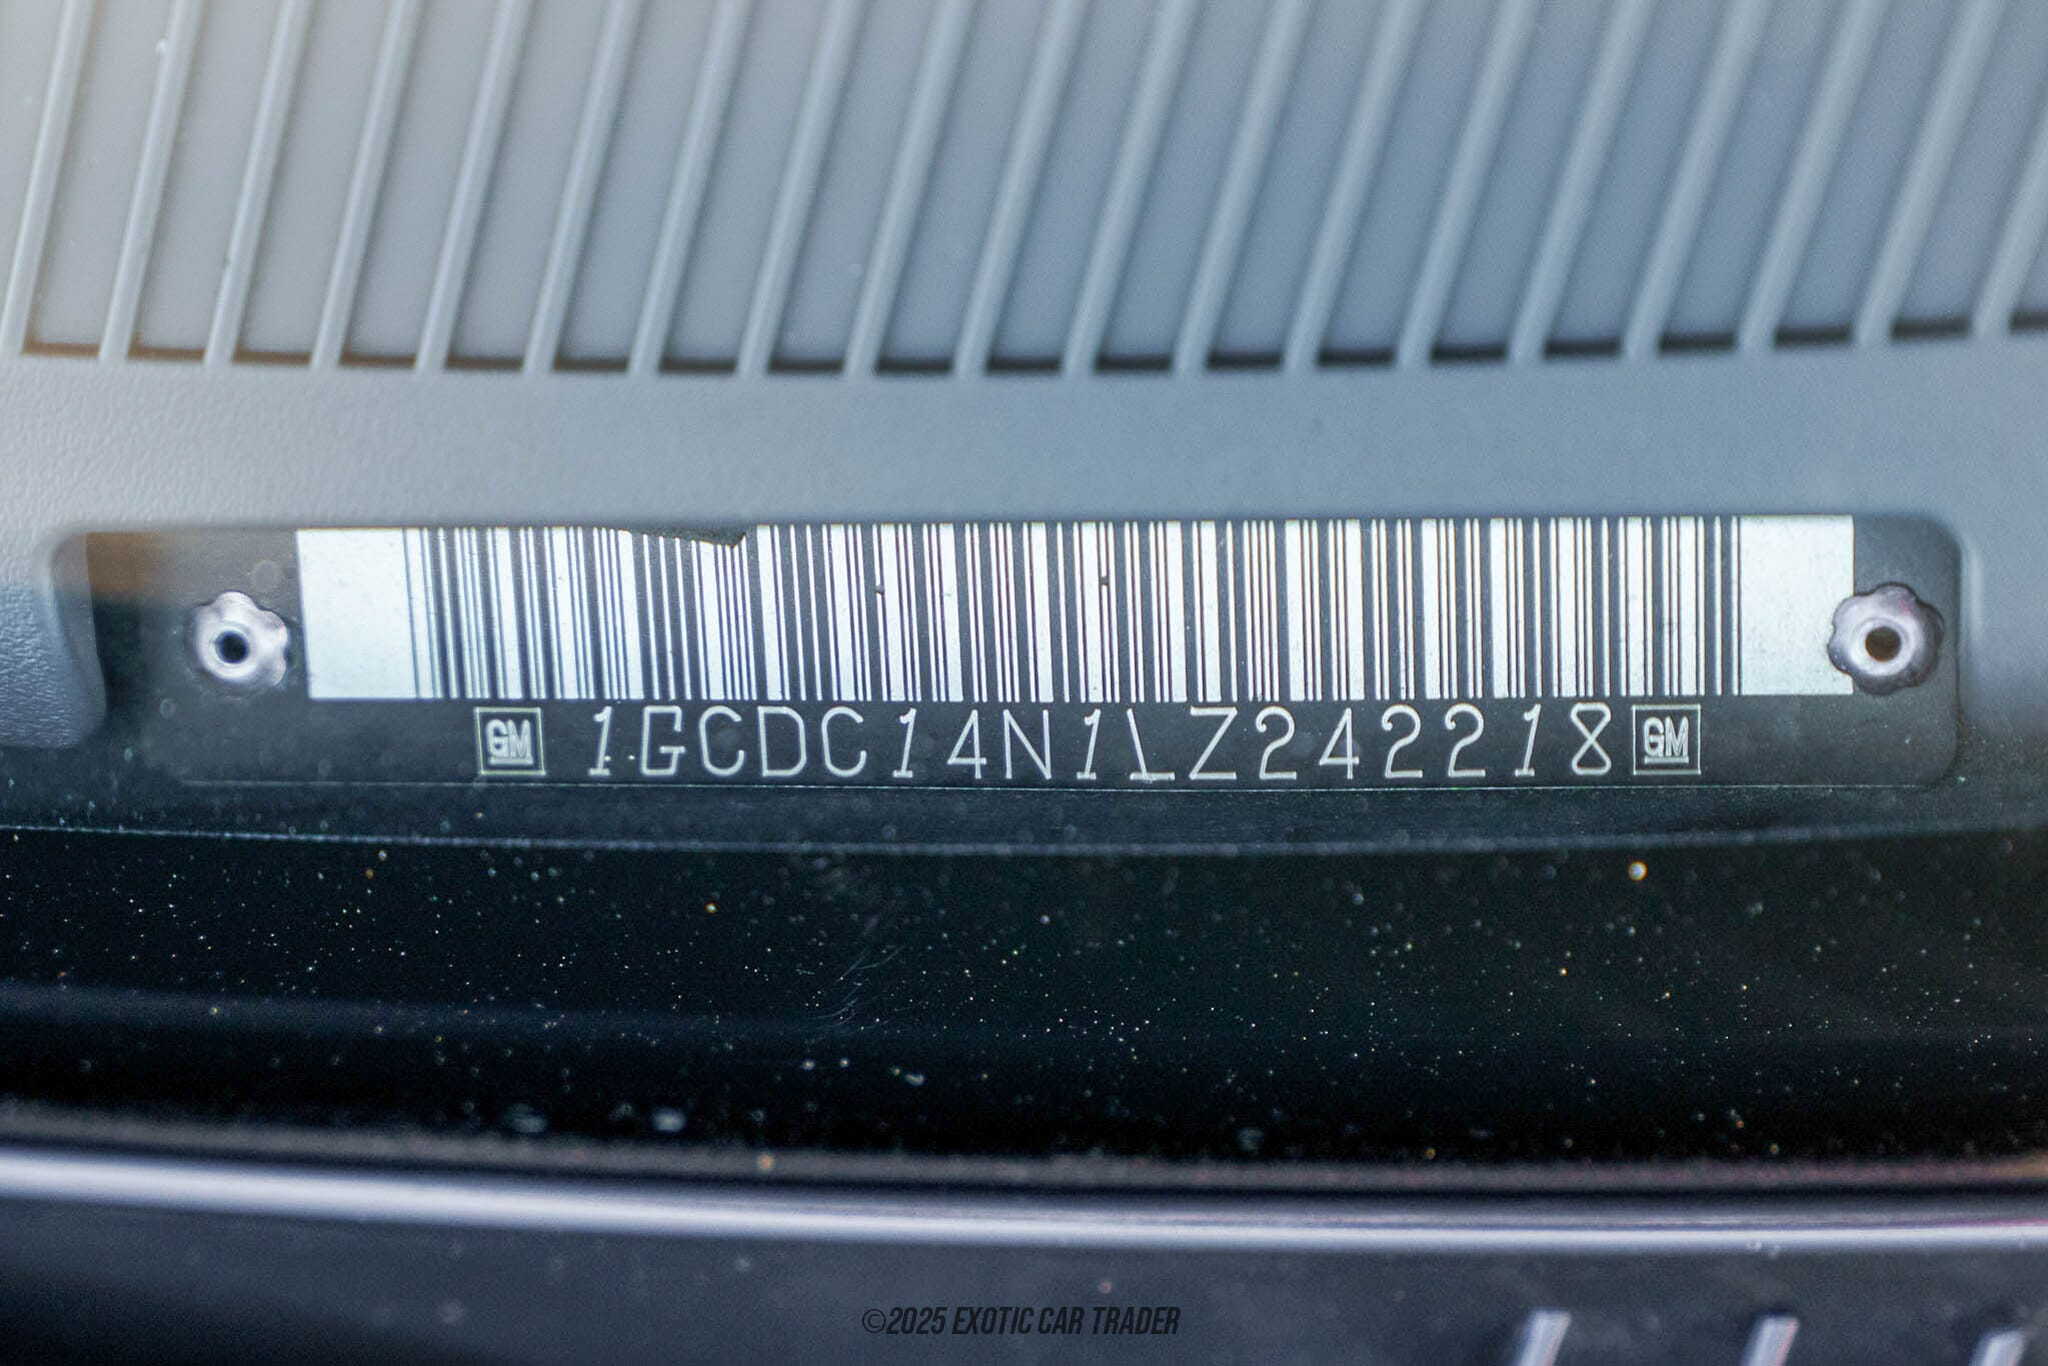 GM 1GCDC14N1LZ242218 GM
©2025 EXOTIC CAR TRADER